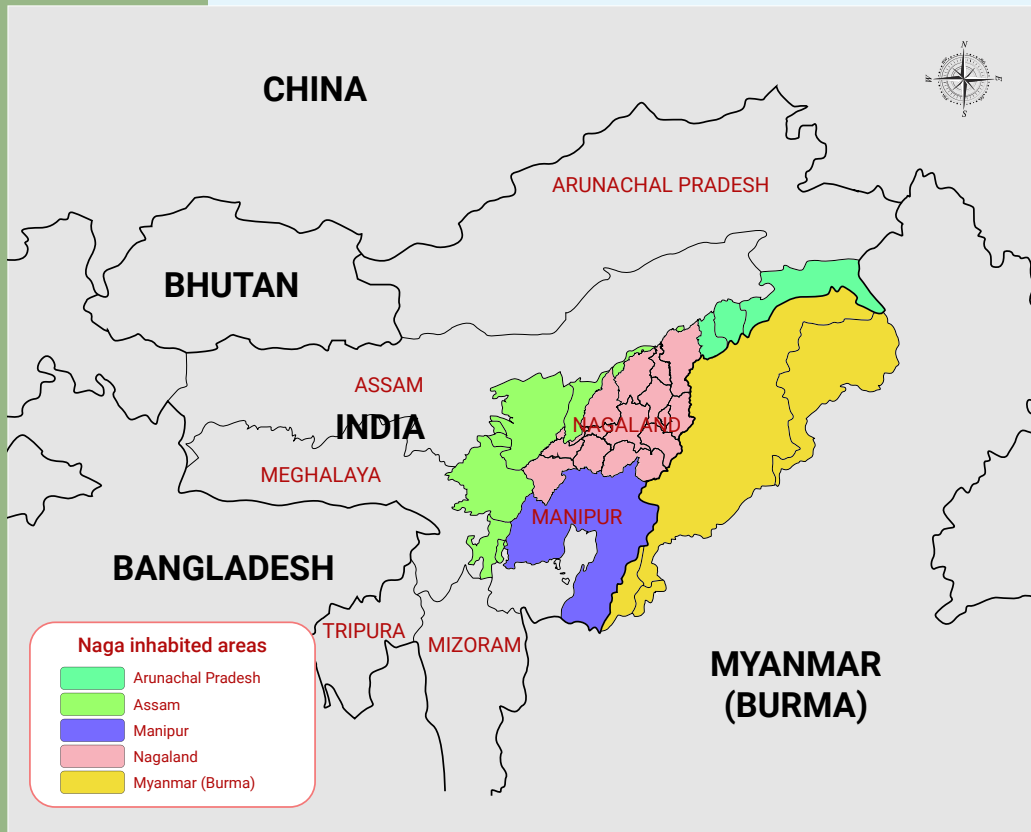 N
W
E
S
CHINA
ARUNACHAL PRADESH
BHUTAN
ASSAM
INDIA
NAGALAND
MEGHALAYA
MANIPUR
BANGLADESH
TRIPURA
MIZORAM
MYANMAR
(BURMA)
Naga inhabited areas
Arunachal Pradesh
Assam
Manipur
Nagaland
Myanmar (Burma)